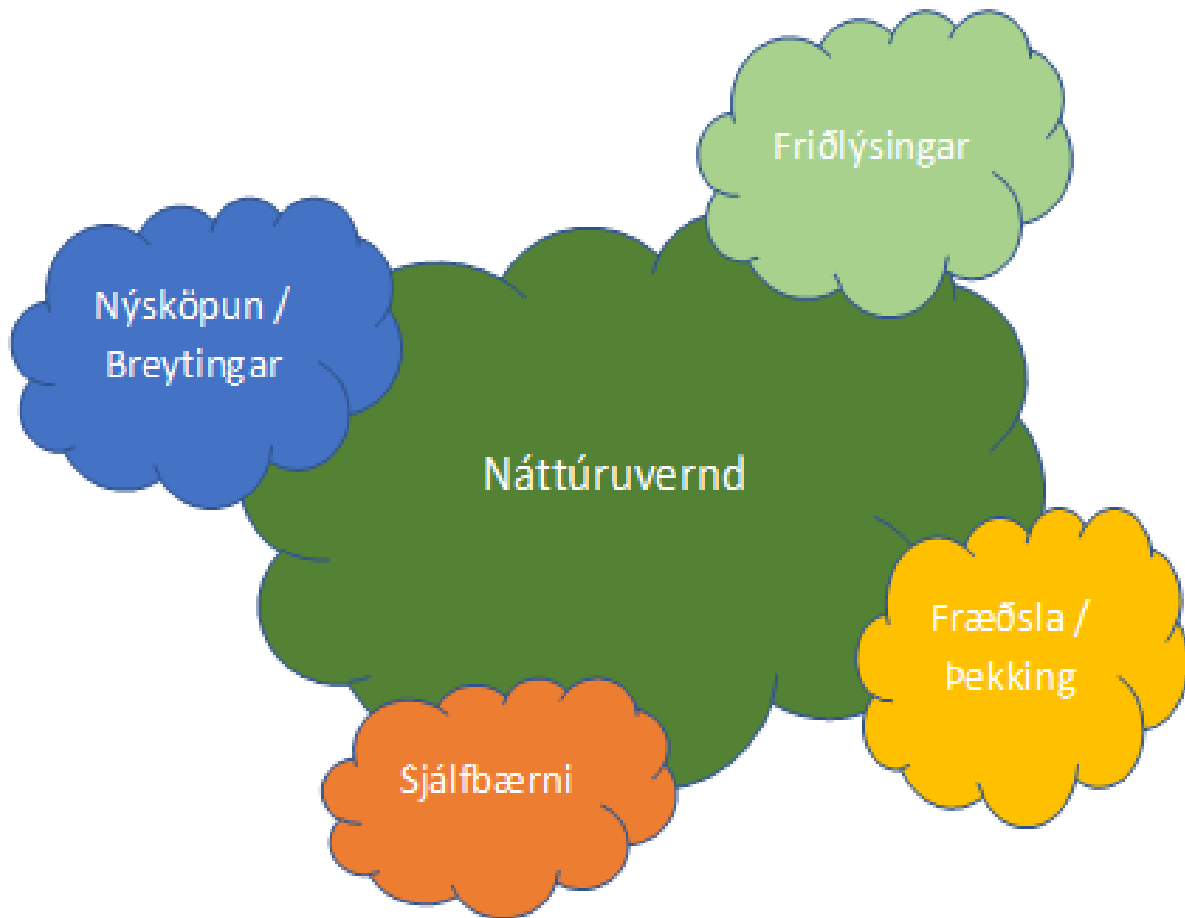 Friðlýsingar
Nýsköpun /
Breytingar
Náttúruvernd
Fræðsla /
Þekking
Sjálfbærni